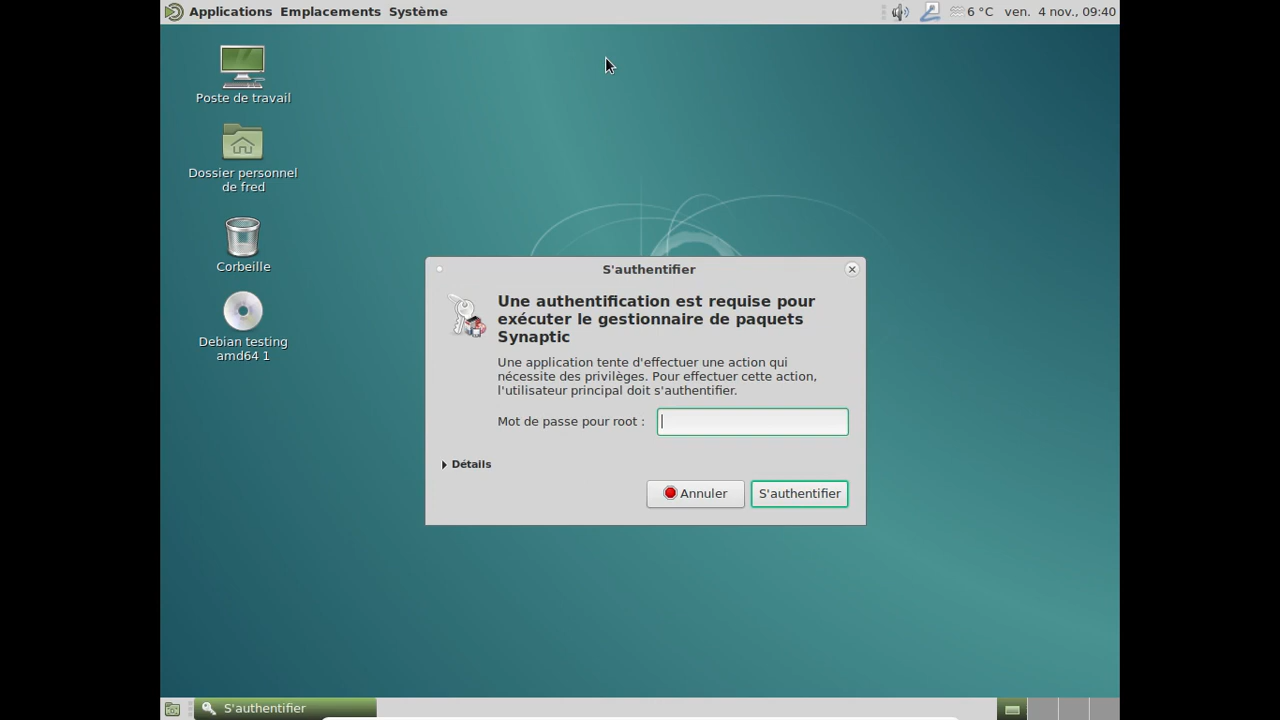 Applications Emplacements Système
6 °C ven. 4 nov., 09:40
Poste de travail
Dossier personnel
de fred
Corbeille
Debian testing
amd64 1
S'authentifier
Une authentification est requise pour
exécuter le gestionnaire de paquets
Synaptic
Une application tente d'effectuer une action qui
nécessite des privilèges. Pour effectuer cette action,
l'utilisateur principal doit s'authentifier.
Mot de passe pour root :
Détails
Annuler S'authentifier
S'authentifier